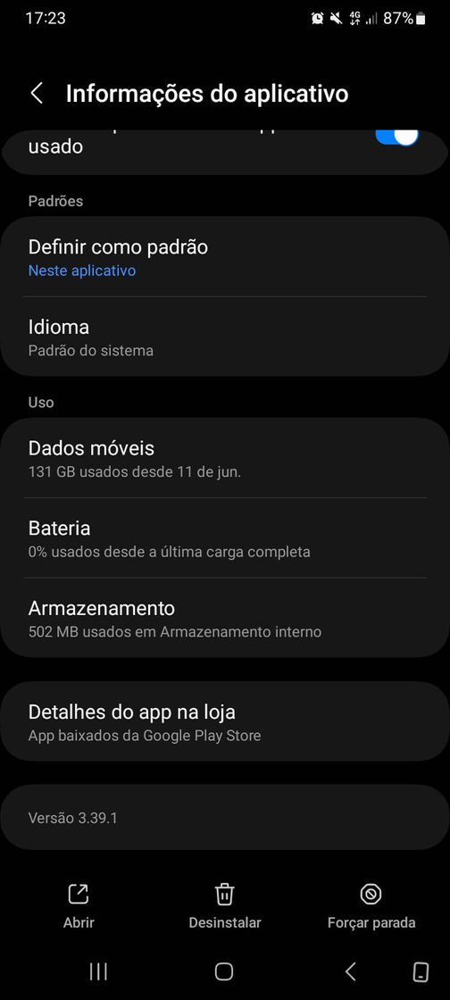 17:23
4G
87%
Informações do aplicativo
usado
Padrões
Definir como padrão
Neste aplicativo
Idioma
Padrão do sistema
Uso
Dados móveis
131 GB usados desde 11 de jun.
Bateria
0% usados desde a última carga completa
Armazenamento
502 MB usados em Armazenamento interno
Detalhes do app na loja
App baixados da Google Play Store
Versão 3.39.1
Abrir
Desinstalar
Forçar parada